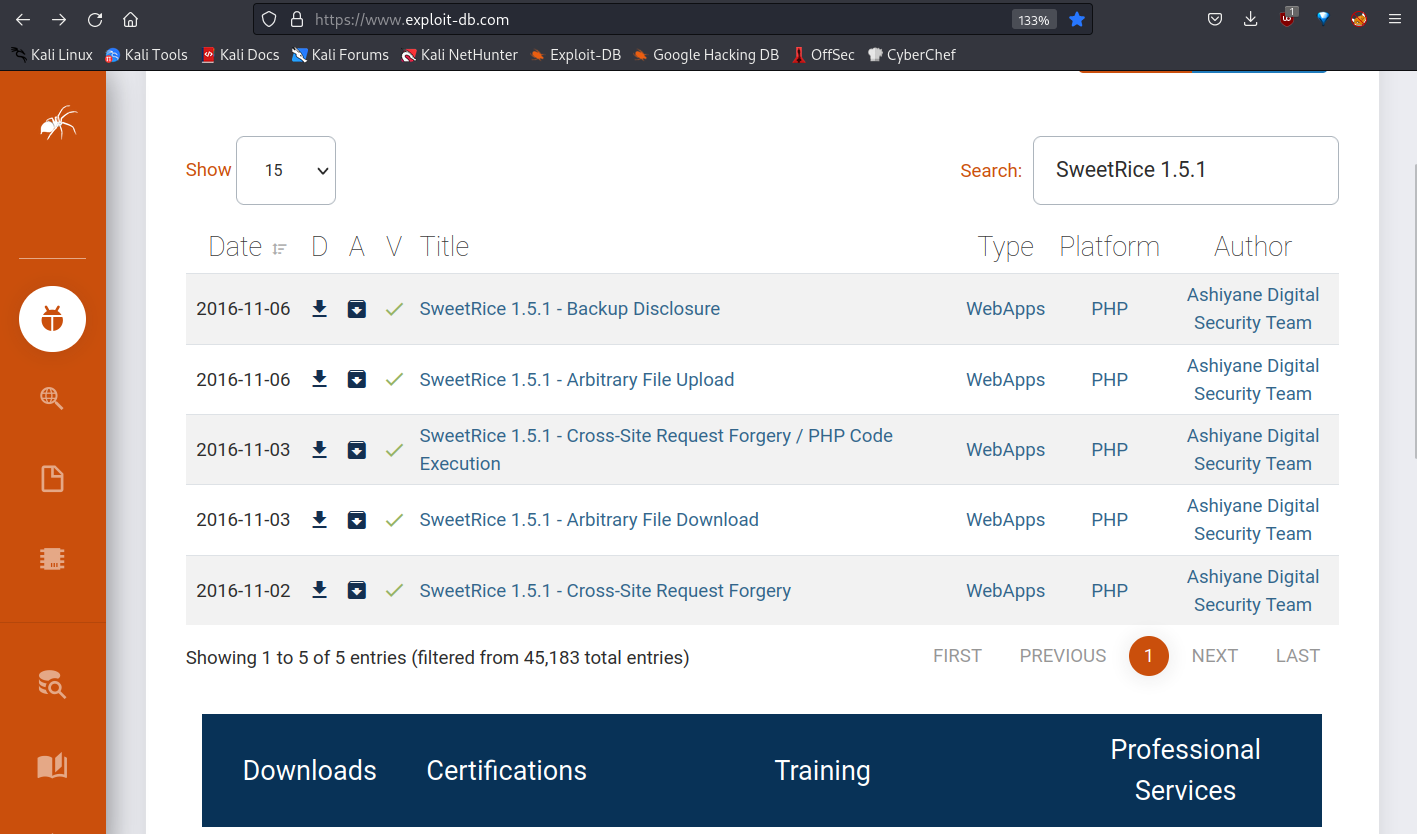 https://www.exploit-db.com 133% 1
Kali Linux Kali Tools Kali Docs Kali Forums Kali NetHunter Exploit-DB Google Hacking DB OffSec CyberChef
Show 15 Search: SweetRice 1.5.1
Date D A V Title Type Platform Author
2016-11-06 SweetRice 1.5.1 - Backup Disclosure WebApps PHP Ashiyane Digital
Security Team
2016-11-06 SweetRice 1.5.1 - Arbitrary File Upload WebApps PHP Ashiyane Digital
Security Team
2016-11-03 SweetRice 1.5.1 - Cross-Site Request Forgery / PHP Code WebApps PHP Ashiyane Digital
Execution Security Team
2016-11-03 SweetRice 1.5.1 - Arbitrary File Download WebApps PHP Ashiyane Digital
Security Team
2016-11-02 SweetRice 1.5.1 - Cross-Site Request Forgery WebApps PHP Ashiyane Digital
Security Team
Showing 1 to 5 of 5 entries (filtered from 45,183 total entries) FIRST PREVIOUS 1 NEXT LAST
Downloads Certifications Training Professional
Services